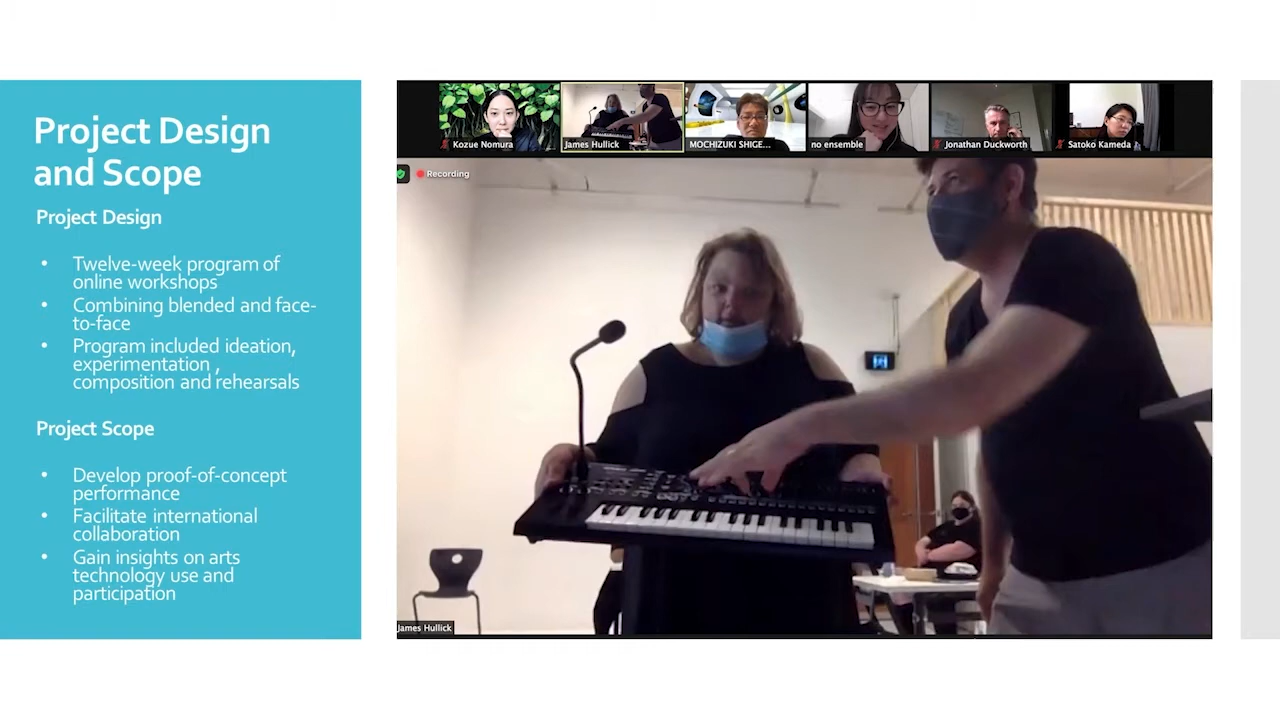 Project Design
and Scope
Project Design
• Twelve-week program of
online workshops
• Combining blended and face-
to-face
• Program included ideation,
experimentation ,
composition and rehearsals
Project Scope
• Develop proof-of-concept
performance
• Facilitate international
collaboration
• Gain insights on arts
technology use and
participation
Kozue Nomura
James Hullick
MOCHIZUKI SHIGE...
no ensemble
Jonathan Duckworth
Satoko Kameda
Recording
James Hullick